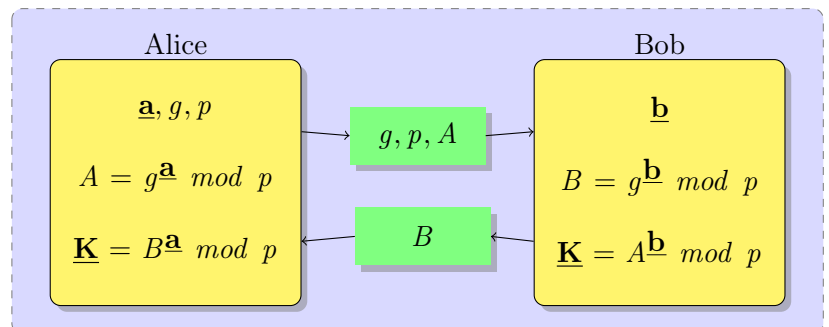 Alice
a, g, p
A = g^a mod p
K = B^a mod p
g, p, A
B
Bob
b
B = g^b mod p
K = A^b mod p